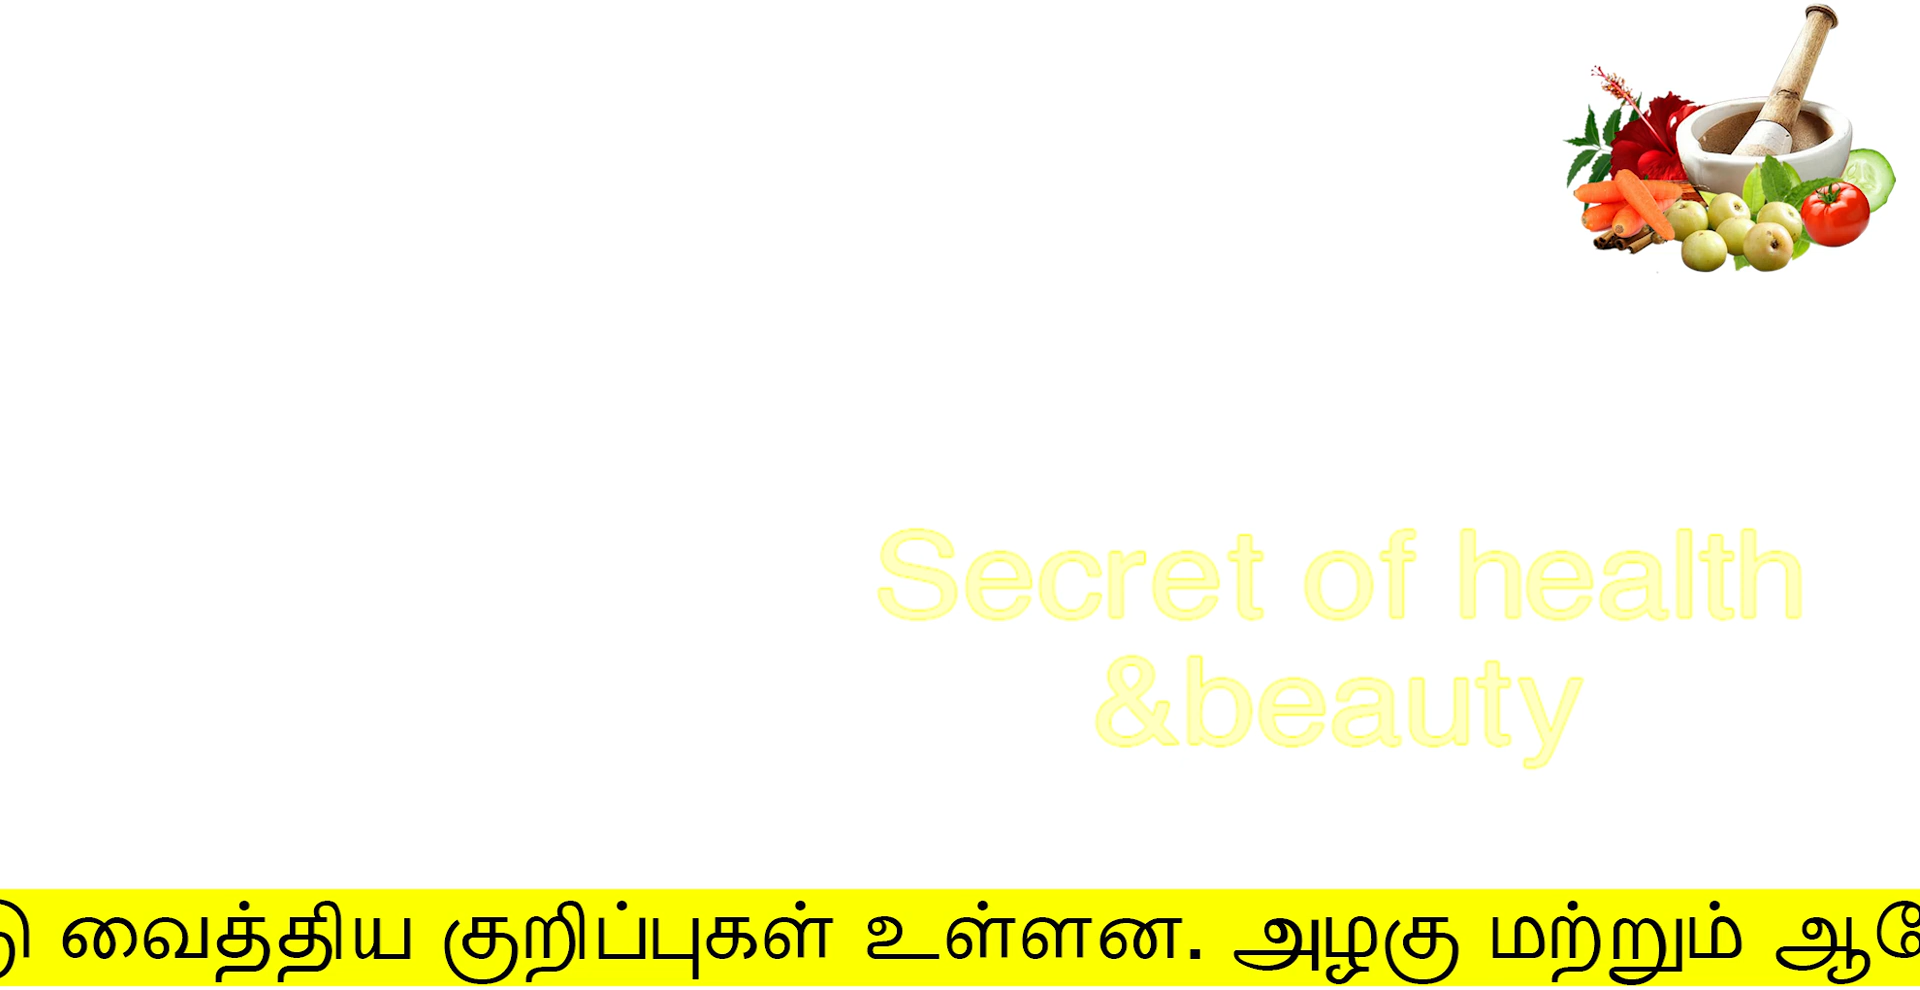 Secret of health
&beauty
வைத்திய குறிப்புகள் உள்ளன. அழகு மற்றும்